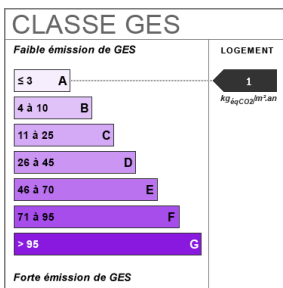 CLASSE GES
Faible émission de GES
LOGEMENT
≤ 3 A
1
kgéqCO2/m².an
4 à 10 B
11 à 25 C
26 à 45 D
46 à 70 E
71 à 95 F
> 95 G
Forte émission de GES